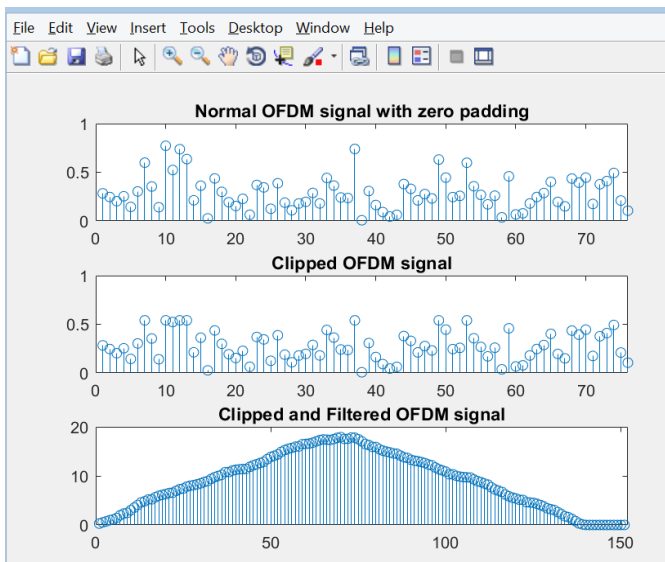 File Edit View Insert Tools Desktop Window Help
Normal OFDM signal with zero padding
1
0.5
0
0 10 20 30 40 50 60 70
Clipped OFDM signal
1
0.5
0
0 10 20 30 40 50 60 70
Clipped and Filtered OFDM signal
20
10
0
0 50 100 150